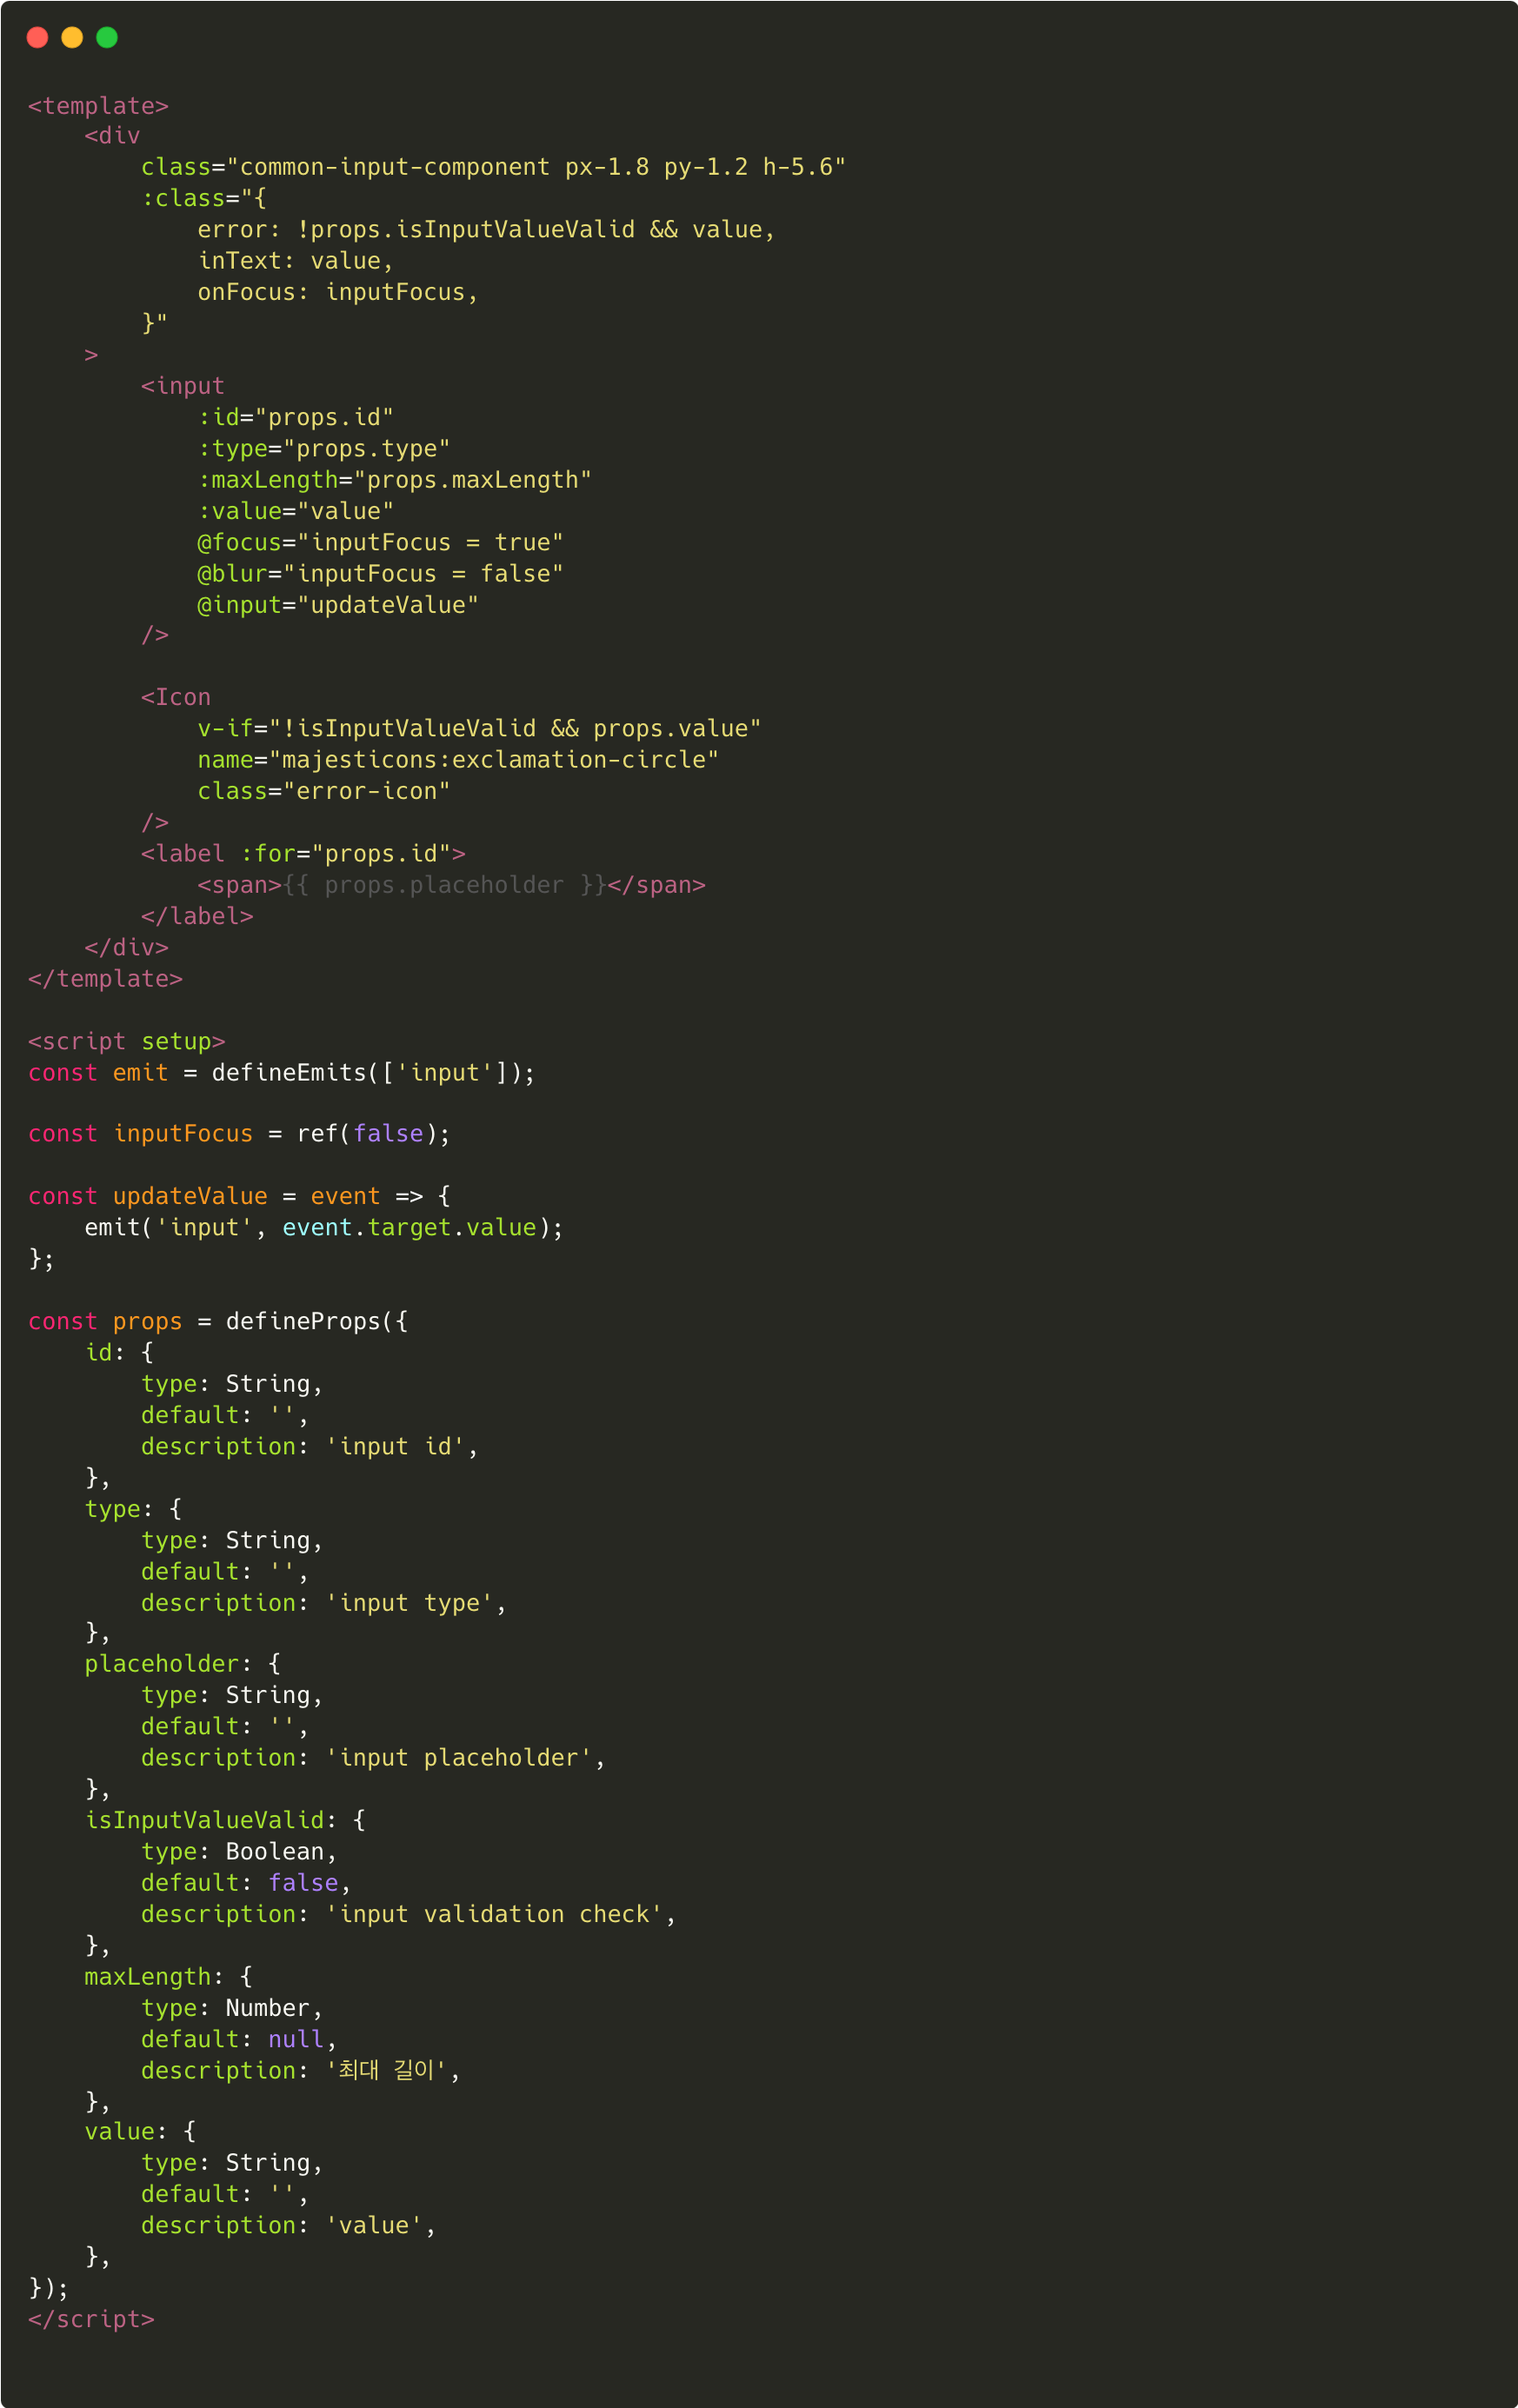 <template>
    <div
        class="common-input-component px-1.8 py-1.2 h-5.6"
        :class="{
            error: !props.isInputValueValid && value,
            inText: value,
            onFocus: inputFocus,
        }"
    >
        <input
            :id="props.id"
            :type="props.type"
            :maxLength="props.maxLength"
            :value="value"
            @focus="inputFocus = true"
            @blur="inputFocus = false"
            @input="updateValue"
        />

        <Icon
            v-if="!isInputValueValid && props.value"
            name="majesticons:exclamation-circle"
            class="error-icon"
        />
        <label :for="props.id">
            <span>{{ props.placeholder }}</span>
        </label>
    </div>
</template>

<script setup>
const emit = defineEmits(['input']);

const inputFocus = ref(false);

const updateValue = event => {
    emit('input', event.target.value);
};

const props = defineProps({
    id: {
        type: String,
        default: '',
        description: 'input id',
    },
    type: {
        type: String,
        default: '',
        description: 'input type',
    },
    placeholder: {
        type: String,
        default: '',
        description: 'input placeholder',
    },
    isInputValueValid: {
        type: Boolean,
        default: false,
        description: 'input validation check',
    },
    maxLength: {
        type: Number,
        default: null,
        description: '최대 길이',
    },
    value: {
        type: String,
        default: '',
        description: 'value',
    },
});
</script>